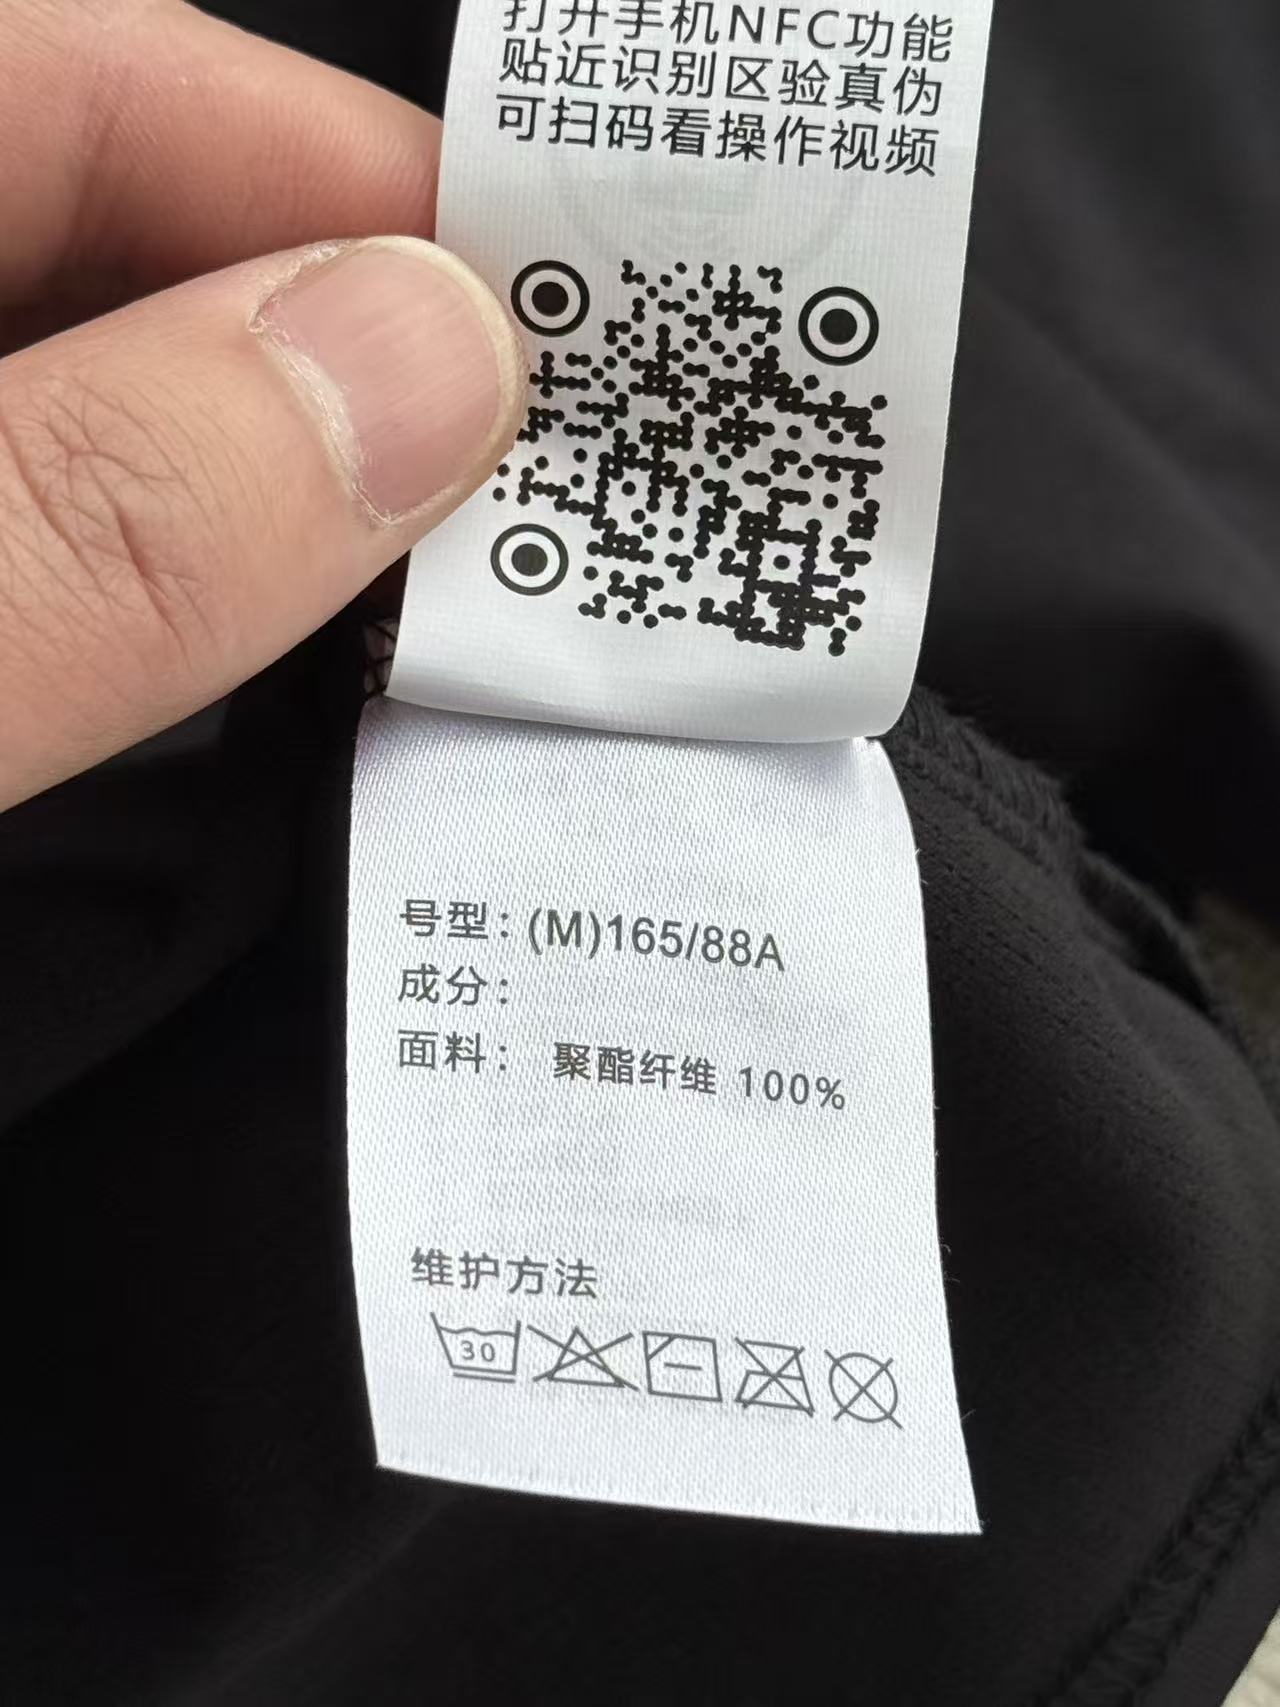 打开手机NFC功能
贴近识别区验真伪
可扫码看操作视频
号型：(M)165/88A
成分：
面料： 聚酯纤维 100%
维护方法
30